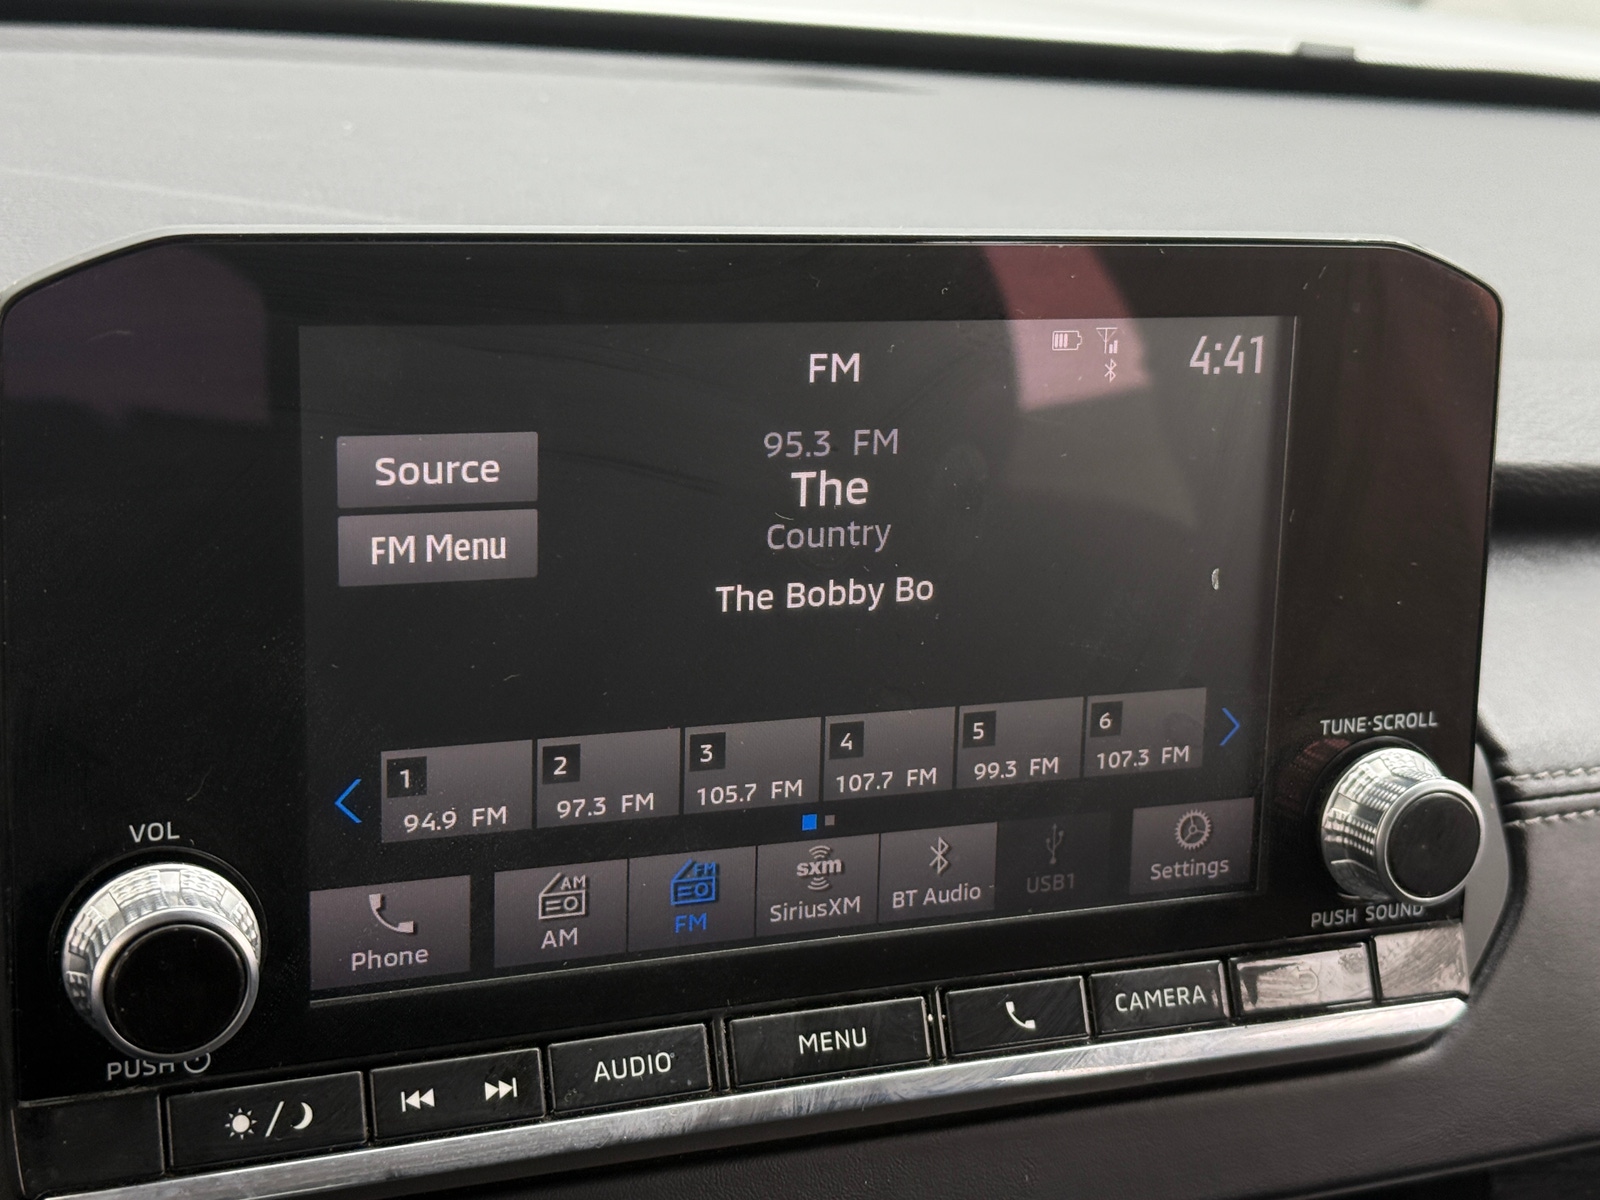 FM
4:41
95.3 FM
The
Country
The Bobby Bo
Source
FM Menu
1
94.9 FM
2
97.3 FM
3
105.7 FM
4
107.7 FM
5
99.3 FM
6
107.3 FM
Phone
AM
AM
FM
FM
sxm
SiriusXM
BT Audio
USB1
Settings
VOL
PUSH
TUNE·SCROLL
PUSH SOUND
AUDIO
MENU
CAMERA